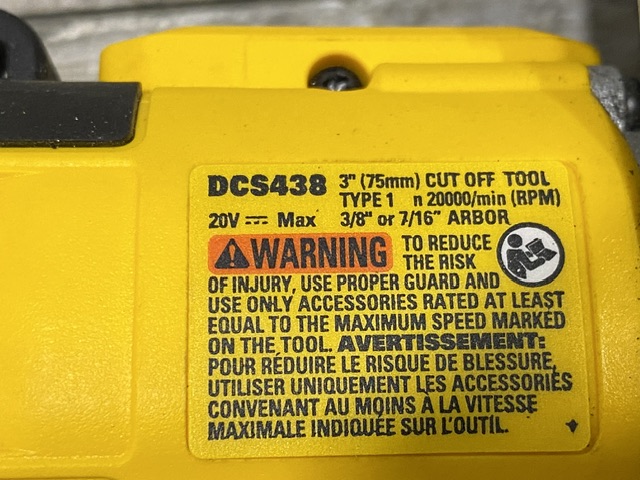 DCS438 3" (75mm) CUT OFF TOOL
TYPE 1 n 20000/min (RPM)
20V ⎓ Max 3/8" or 7/16" ARBOR
⚠WARNING TO REDUCE
THE RISK
OF INJURY, USE PROPER GUARD AND
USE ONLY ACCESSORIES RATED AT LEAST
EQUAL TO THE MAXIMUM SPEED MARKED
ON THE TOOL. AVERTISSEMENT:
POUR RÉDUIRE LE RISQUE DE BLESSURE,
UTILISER UNIQUEMENT LES ACCESSORIES
CONVENANT AU MOINS À LA VITESSE
MAXIMALE INDIQUÉE SUR L'OUTIL.